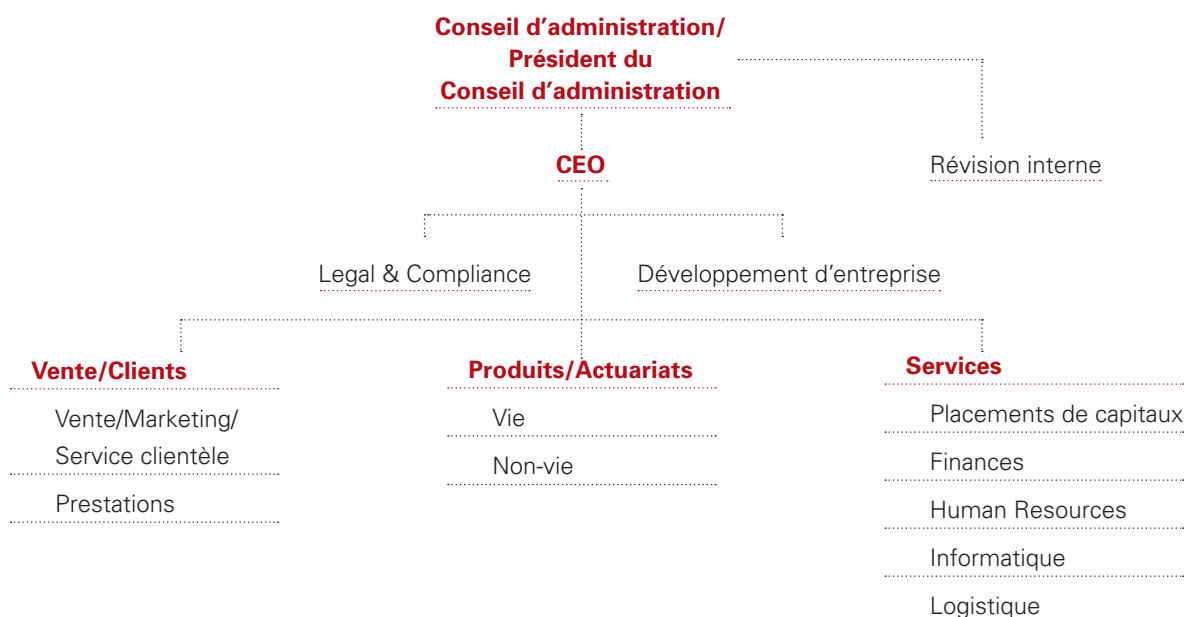 Conseil d’administration/
Président du
Conseil d’administration
CEO
Révision interne
Legal & Compliance
Développement d’entreprise
Vente/Clients
Vente/Marketing/
Service clientèle
Prestations
Produits/Actuariats
Vie
Non-vie
Services
Placements de capitaux
Finances
Human Resources
Informatique
Logistique